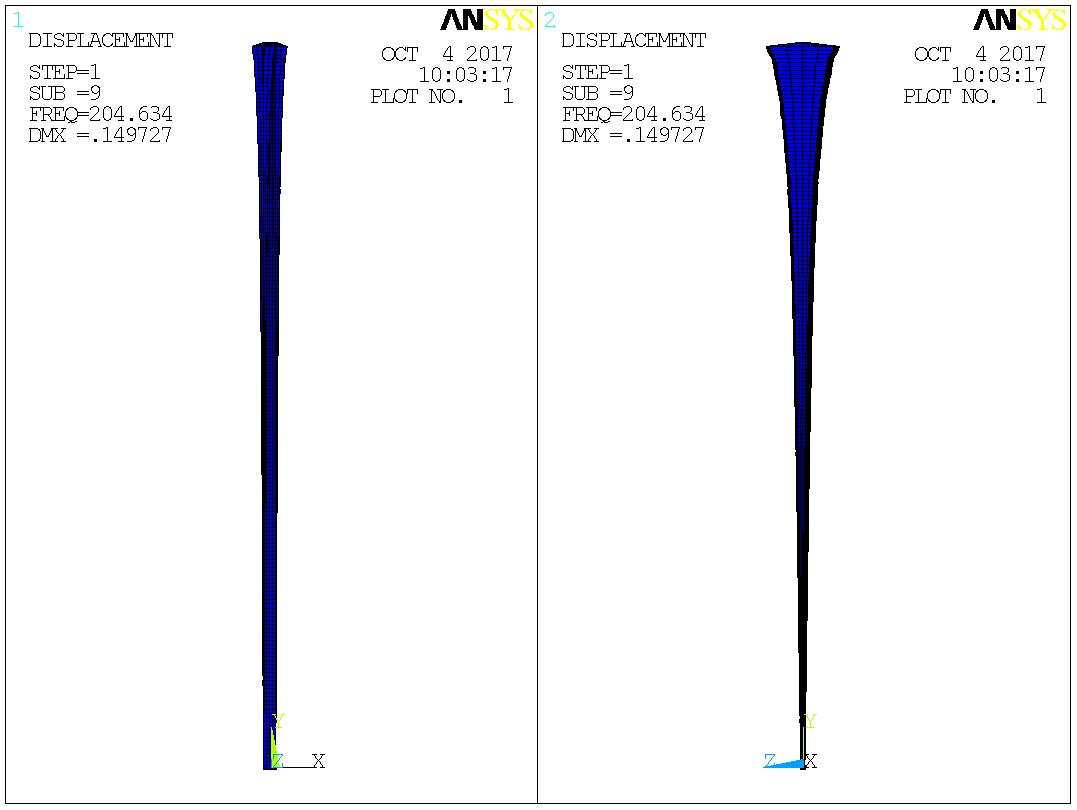 1
ANSYS
DISPLACEMENT
STEP=1
SUB =9
FREQ=204.634
DMX =.149727
OCT 4 2017
10:03:17
PLOT NO. 1
Y
Z X
2
ANSYS
DISPLACEMENT
STEP=1
SUB =9
FREQ=204.634
DMX =.149727
OCT 4 2017
10:03:17
PLOT NO. 1
Y
Z X